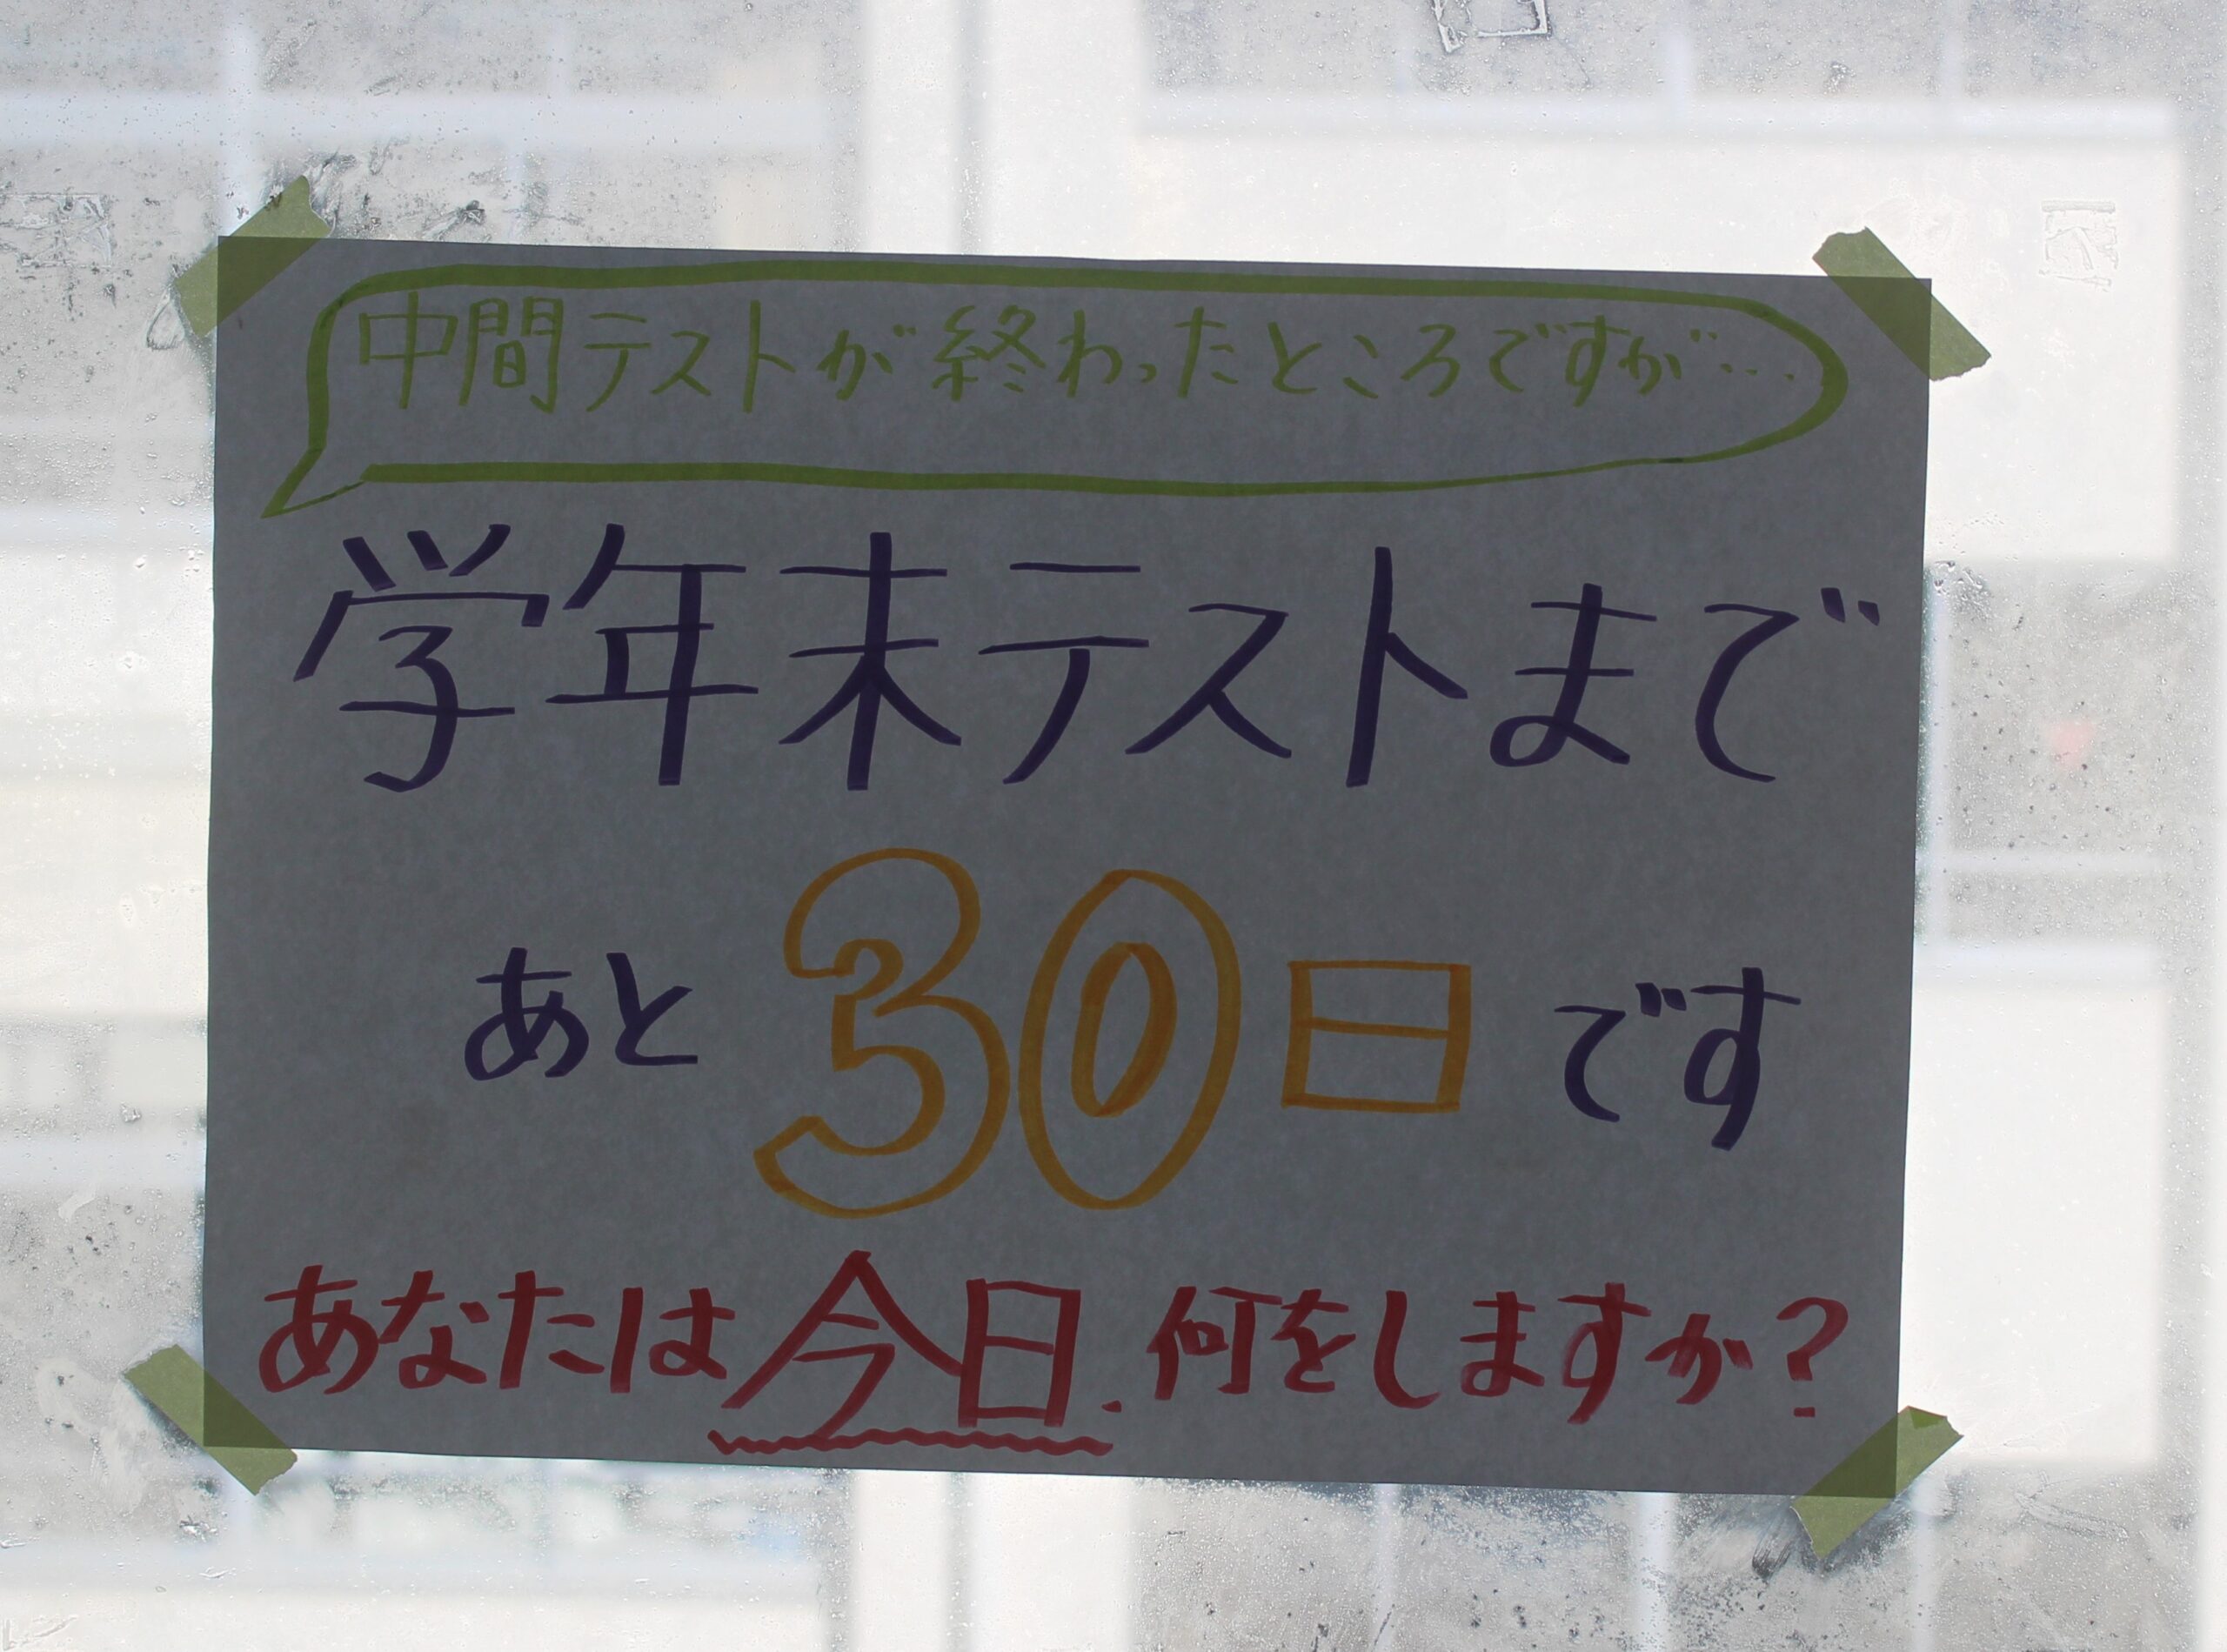 中間テストが終わったところですが…
学年末テストまで
あと30日です
あなたは今日、何をしますか?